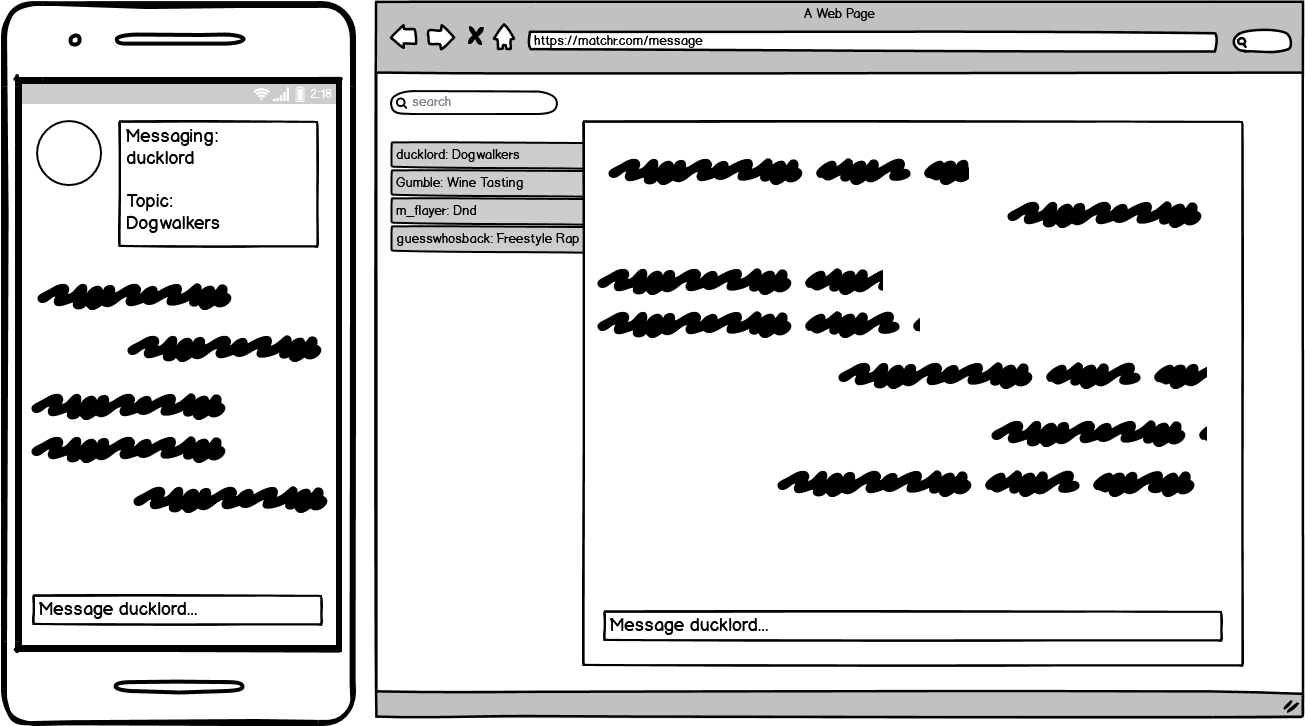 2:18
Messaging:
ducklord
Topic:
Dogwalkers
Message ducklord...
A Web Page
https://matchr.com/message
search
ducklord: Dogwalkers
Gumble: Wine Tasting
m_flayer: Dnd
guesswhosback: Freestyle Rap
Message ducklord...